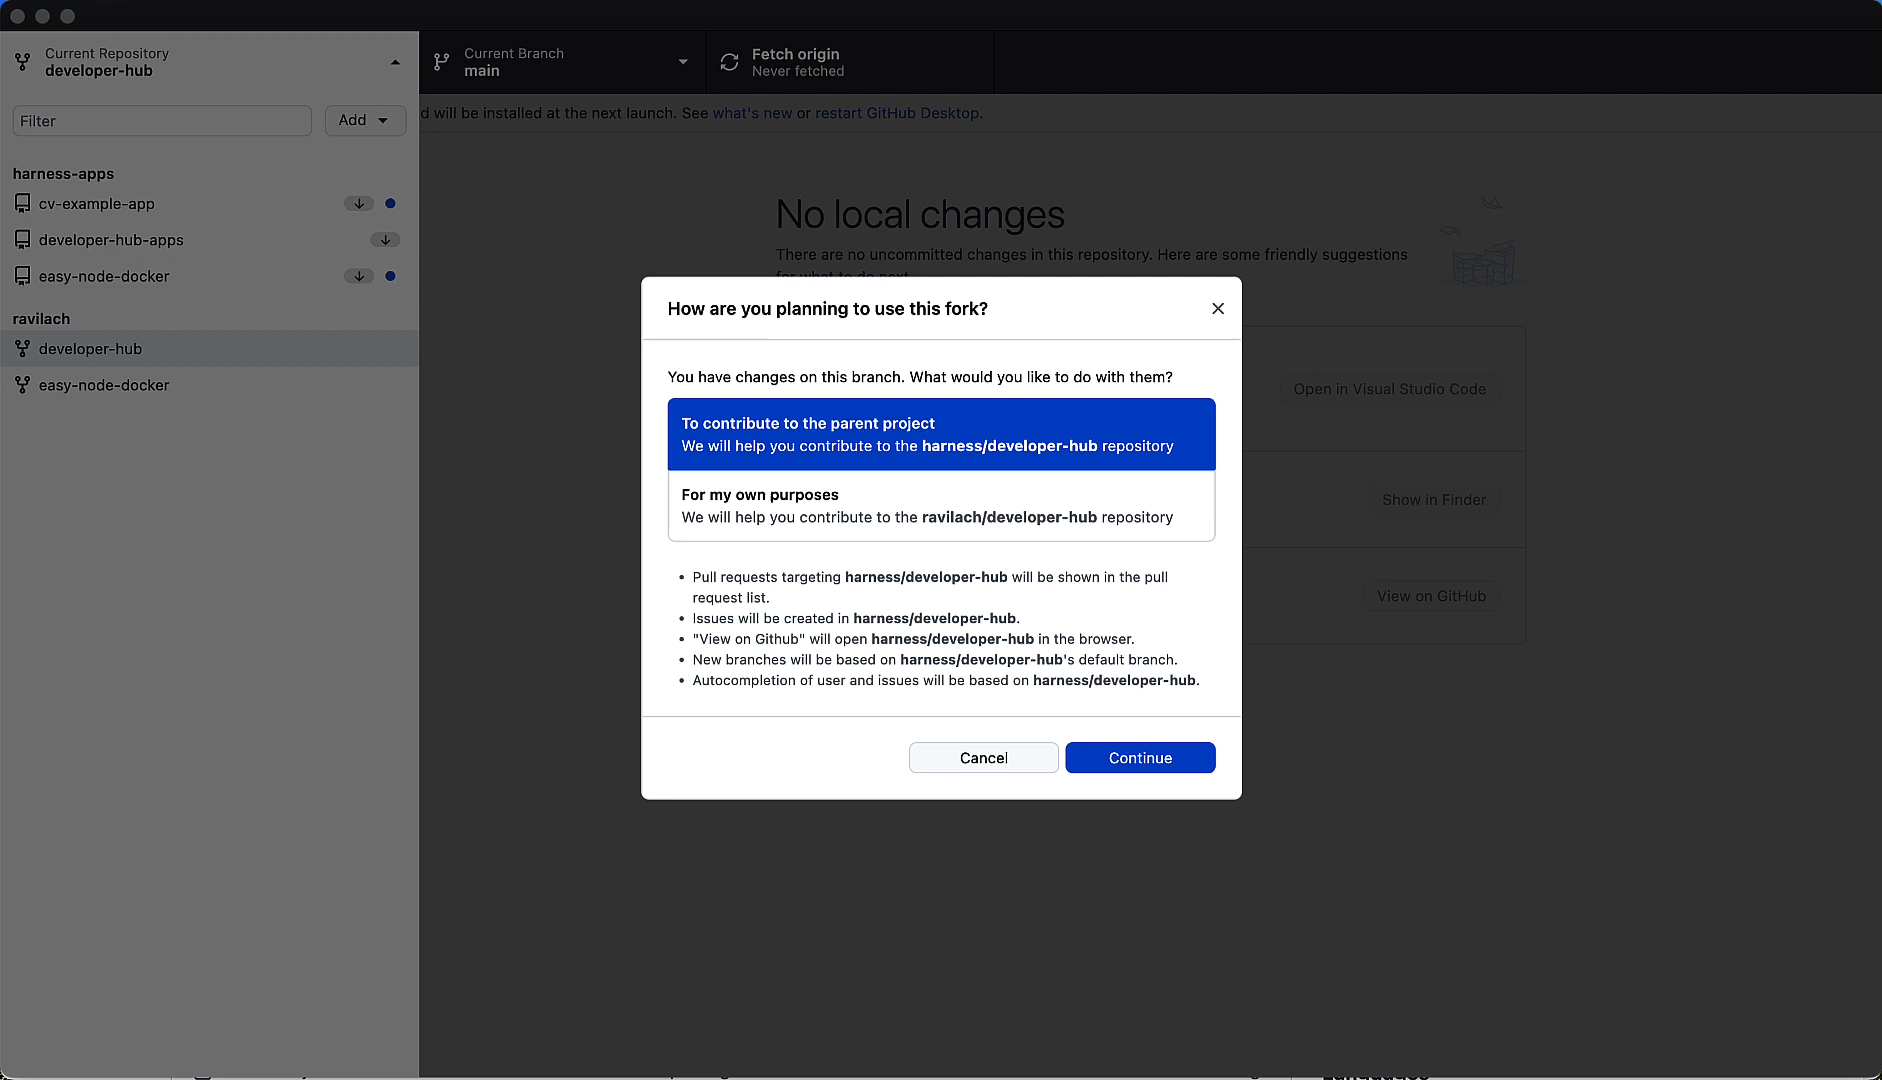 Current Repository
developer-hub
Current Branch
main
Fetch origin
Never fetched
Filter
Add
d will be installed at the next launch. See what's new or restart GitHub Desktop.
harness-apps
cv-example-app
developer-hub-apps
easy-node-docker
ravilach
developer-hub
easy-node-docker
No local changes
There are no uncommitted changes in this repository. Here are some friendly suggestions
for what to do next
How are you planning to use this fork?
You have changes on this branch. What would you like to do with them?
To contribute to the parent project
We will help you contribute to the harness/developer-hub repository
For my own purposes
We will help you contribute to the ravilach/developer-hub repository
• Pull requests targeting harness/developer-hub will be shown in the pull
request list.
• Issues will be created in harness/developer-hub.
• "View on Github" will open harness/developer-hub in the browser.
• New branches will be based on harness/developer-hub's default branch.
• Autocompletion of user and issues will be based on harness/developer-hub.
Cancel
Continue
Open in Visual Studio Code
Show in Finder
View on GitHub